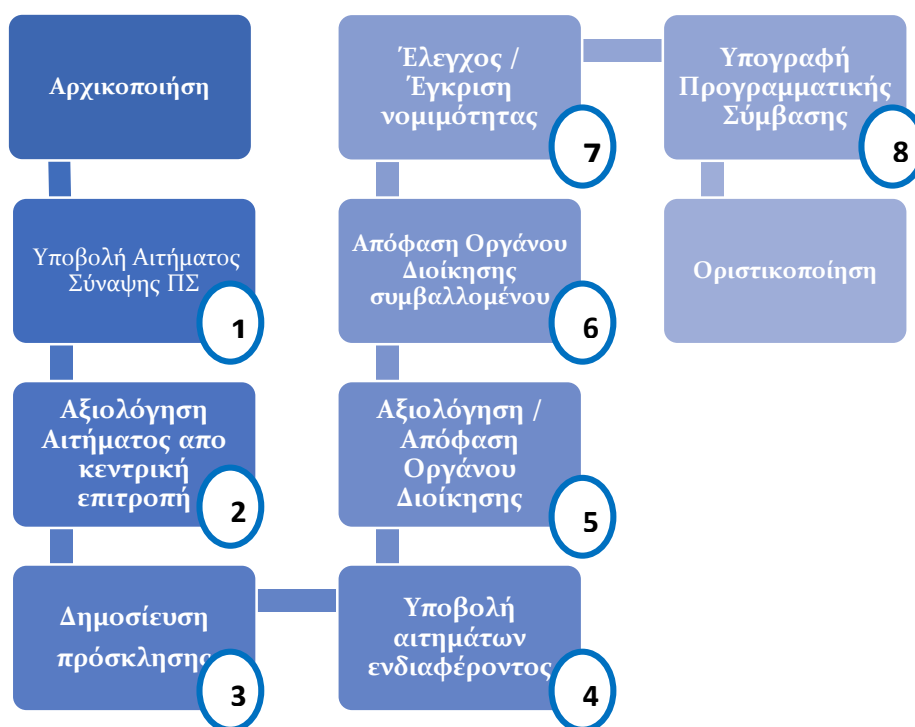 Αρχικοποιήση
Υποβολή Αιτήματος
Σύναψης ΠΣ
1
Αξιολόγηση
Αιτήματος απο
κεντρική
επιτροπή
2
Δημοσίευση
πρόσκλησης
3
Υποβολή
αιτημάτων
ενδιαφέροντος
4
Αξιολόγηση /
Απόφαση
Οργάνου
Διοίκησης
5
Απόφαση Οργάνου
Διοίκησης
συμβαλλομένου
6
Έλεγχος /
Έγκριση
νομιμότητας
7
Υπογραφή
Προγραμματικής
Σύμβασης
8
Οριστικοποίηση